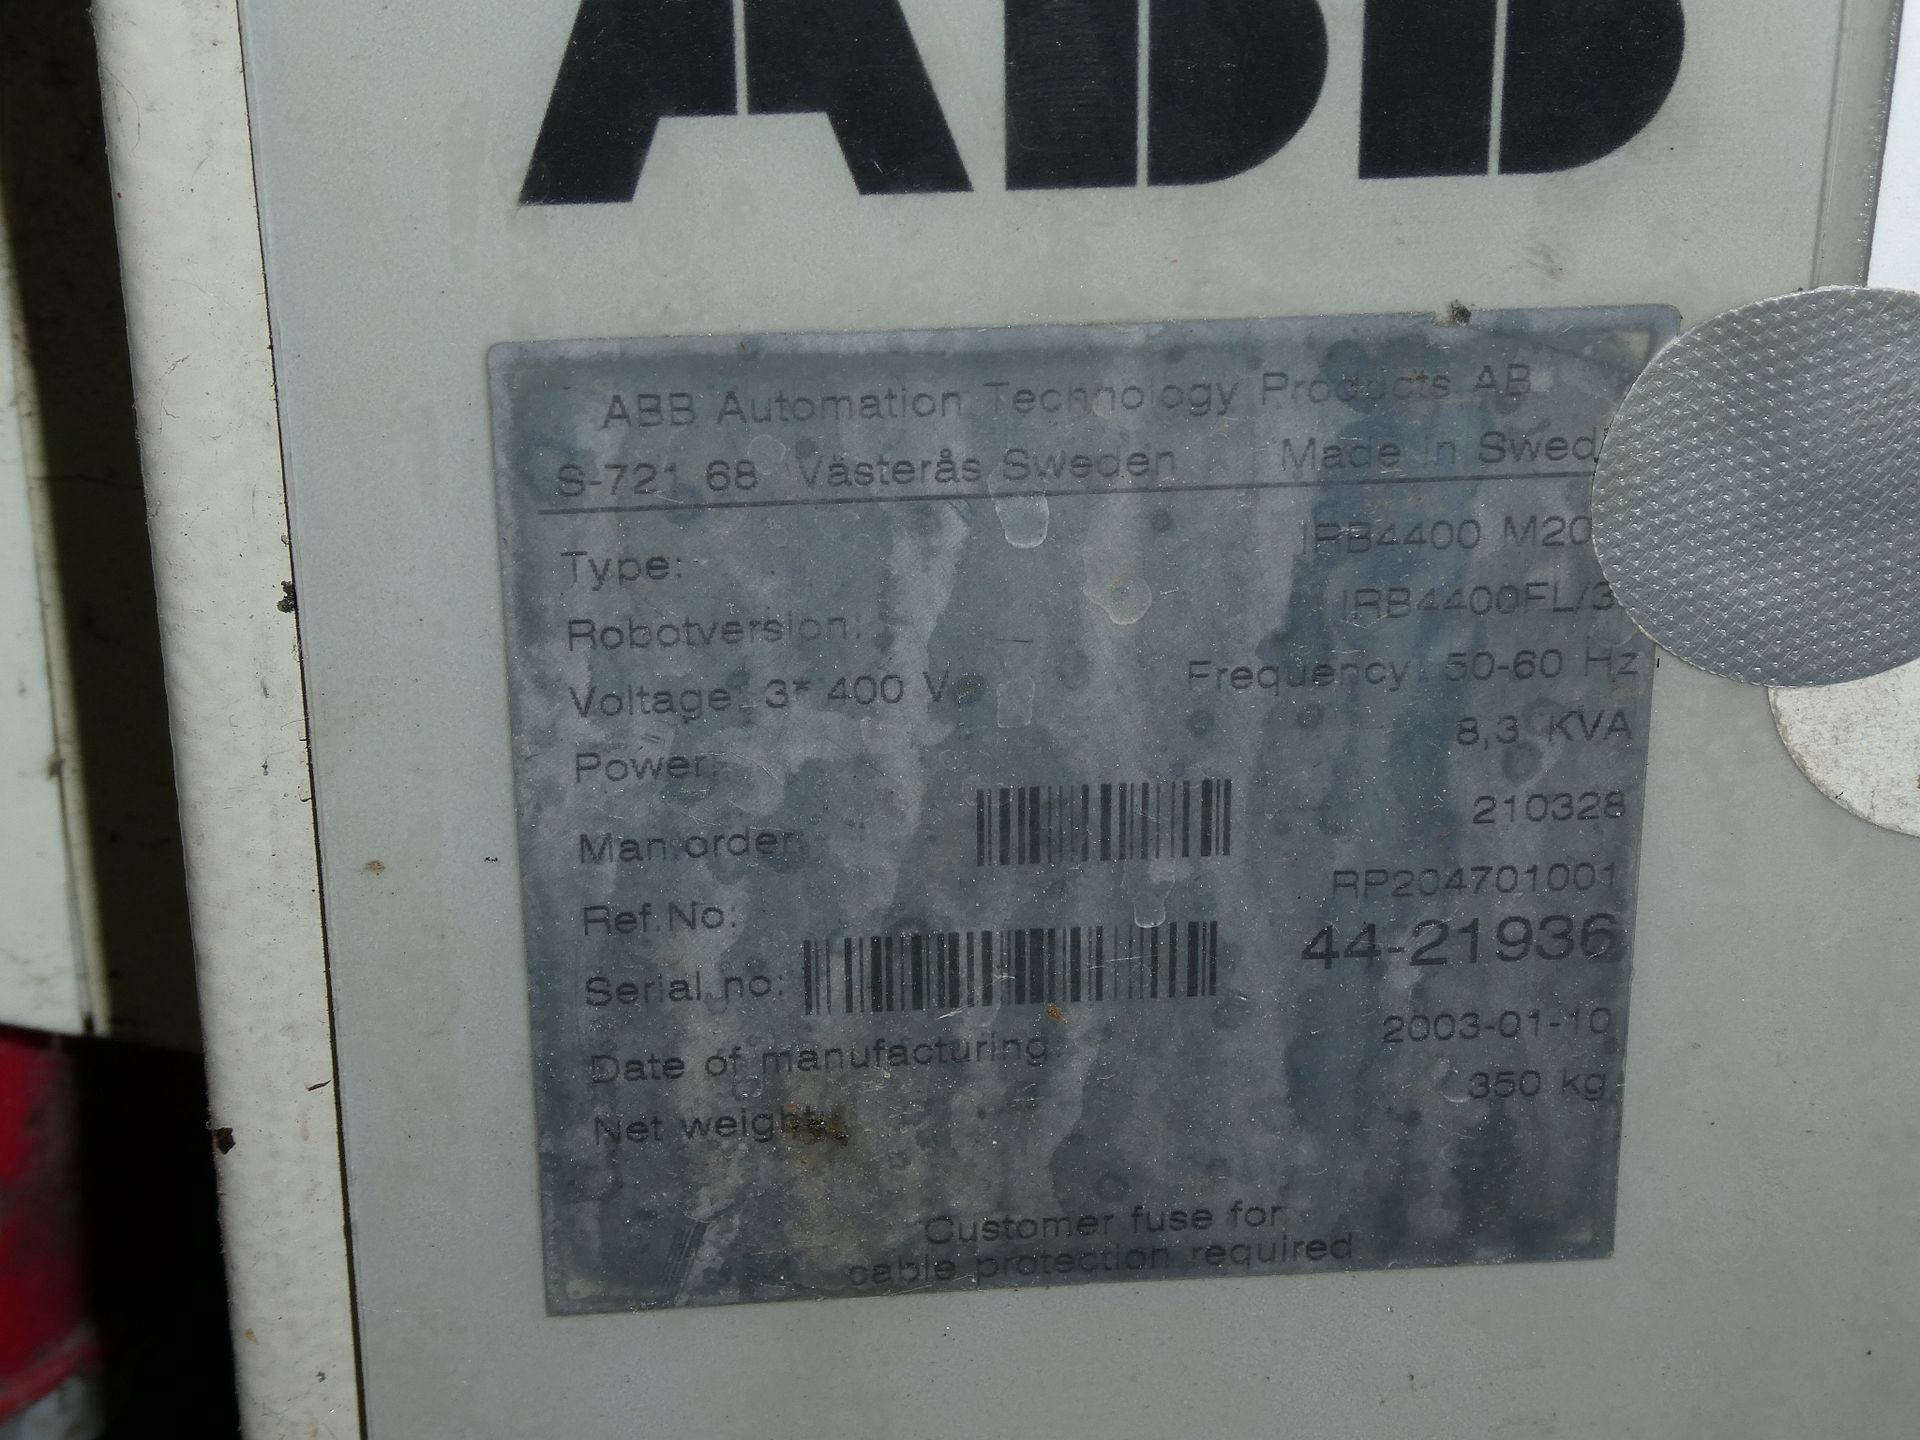 ABB
ABB Automation Technology Products AB
S-721 68 Västerås Sweden Made in Swed
Type: IRB4400 M20
Robotversion: IRB4400FL/3
Voltage: 3* 400 V Frequency: 50-60 Hz
Power: 8,3 KVA
Man.order: 210328
Ref.No: RP204701001
Serial no: 44-21936
Date of manufacturing: 2003-01-10
Net weight: 350 kg
Customer fuse for
cable protection required